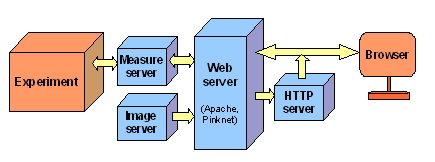 Experiment
Measure
server
Image
server
Web
server
(Apache,
Pinknet)
HTTP
server
Browser